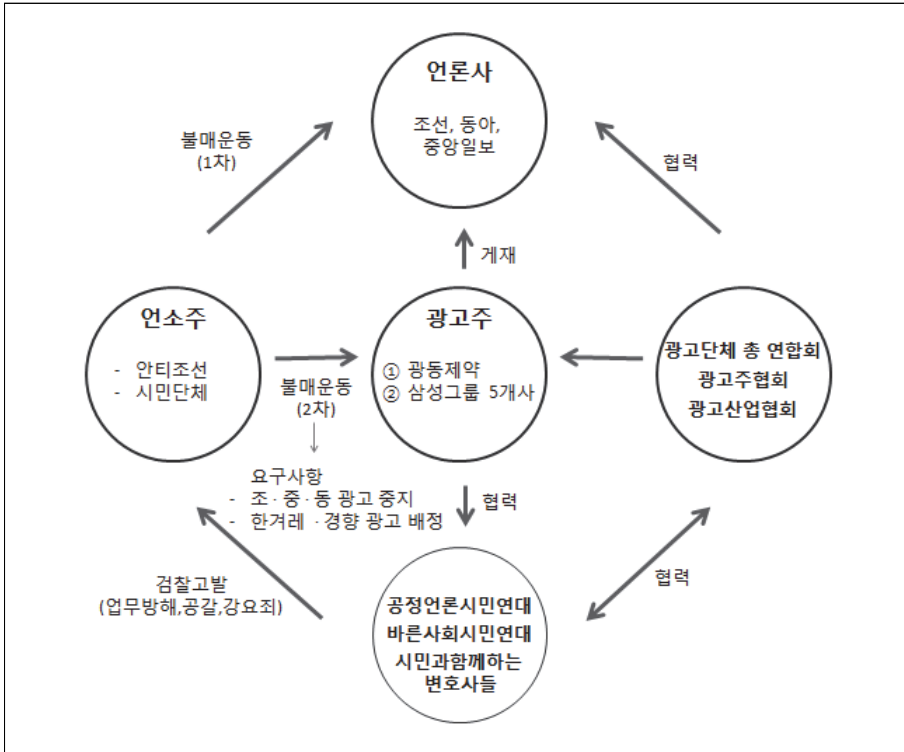 언론사
조선, 동아,
중앙일보
불매운동
(1차)
협력
게재
언소주
- 안티조선
- 시민단체
불매운동
(2차)
광고주
① 광동제약
② 삼성그룹 5개사
광고단체 총 연합회
광고주협회
광고산업협회
요구사항
- 조 · 중 · 동 광고 중지
- 한겨레 · 경향 광고 배정
협력
검찰고발
(업무방해,공갈,강요죄)
협력
공정언론시민연대
바른사회시민연대
시민과함께하는
변호사들